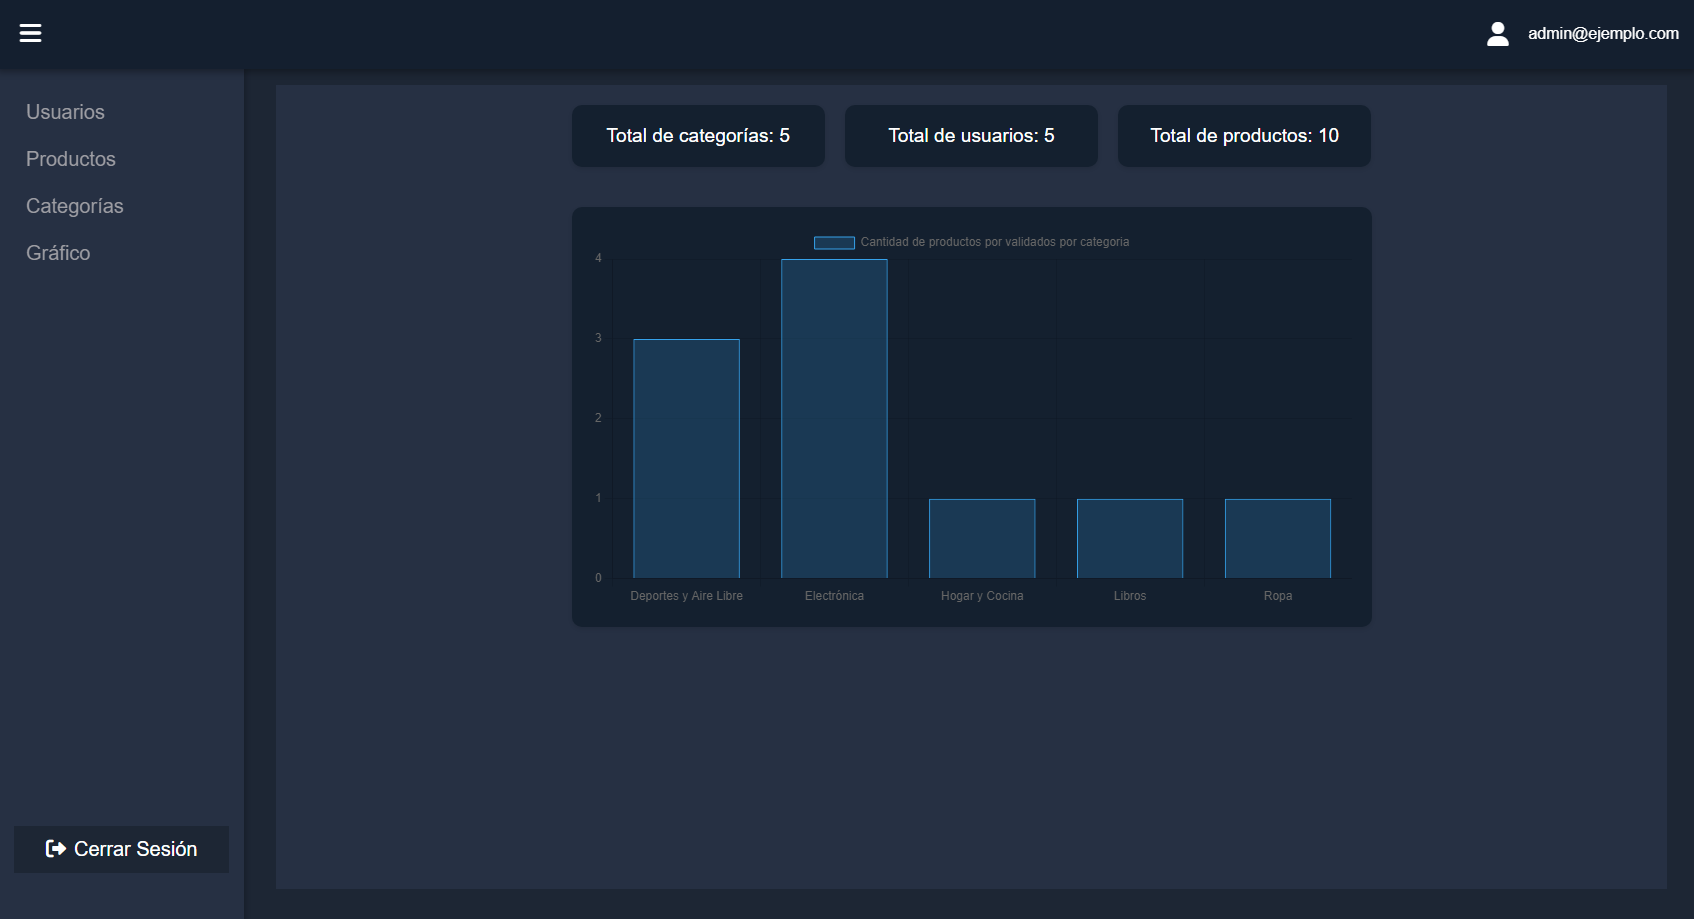 admin@ejemplo.com
Usuarios
Productos
Categorías
Gráfico
Cerrar Sesión
Total de categorías: 5
Total de usuarios: 5
Total de productos: 10
Cantidad de productos por validados por categoria
4
3
2
1
0
Deportes y Aire Libre
Electrónica
Hogar y Cocina
Libros
Ropa